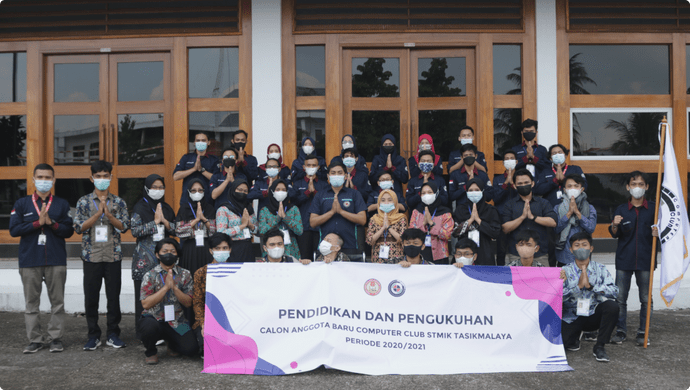 PENDIDIKAN DAN PENGUKUHAN
CALON ANGGOTA BARU COMPUTER CLUB STMIK TASIKMALAYA
PERIODE 2020/2021